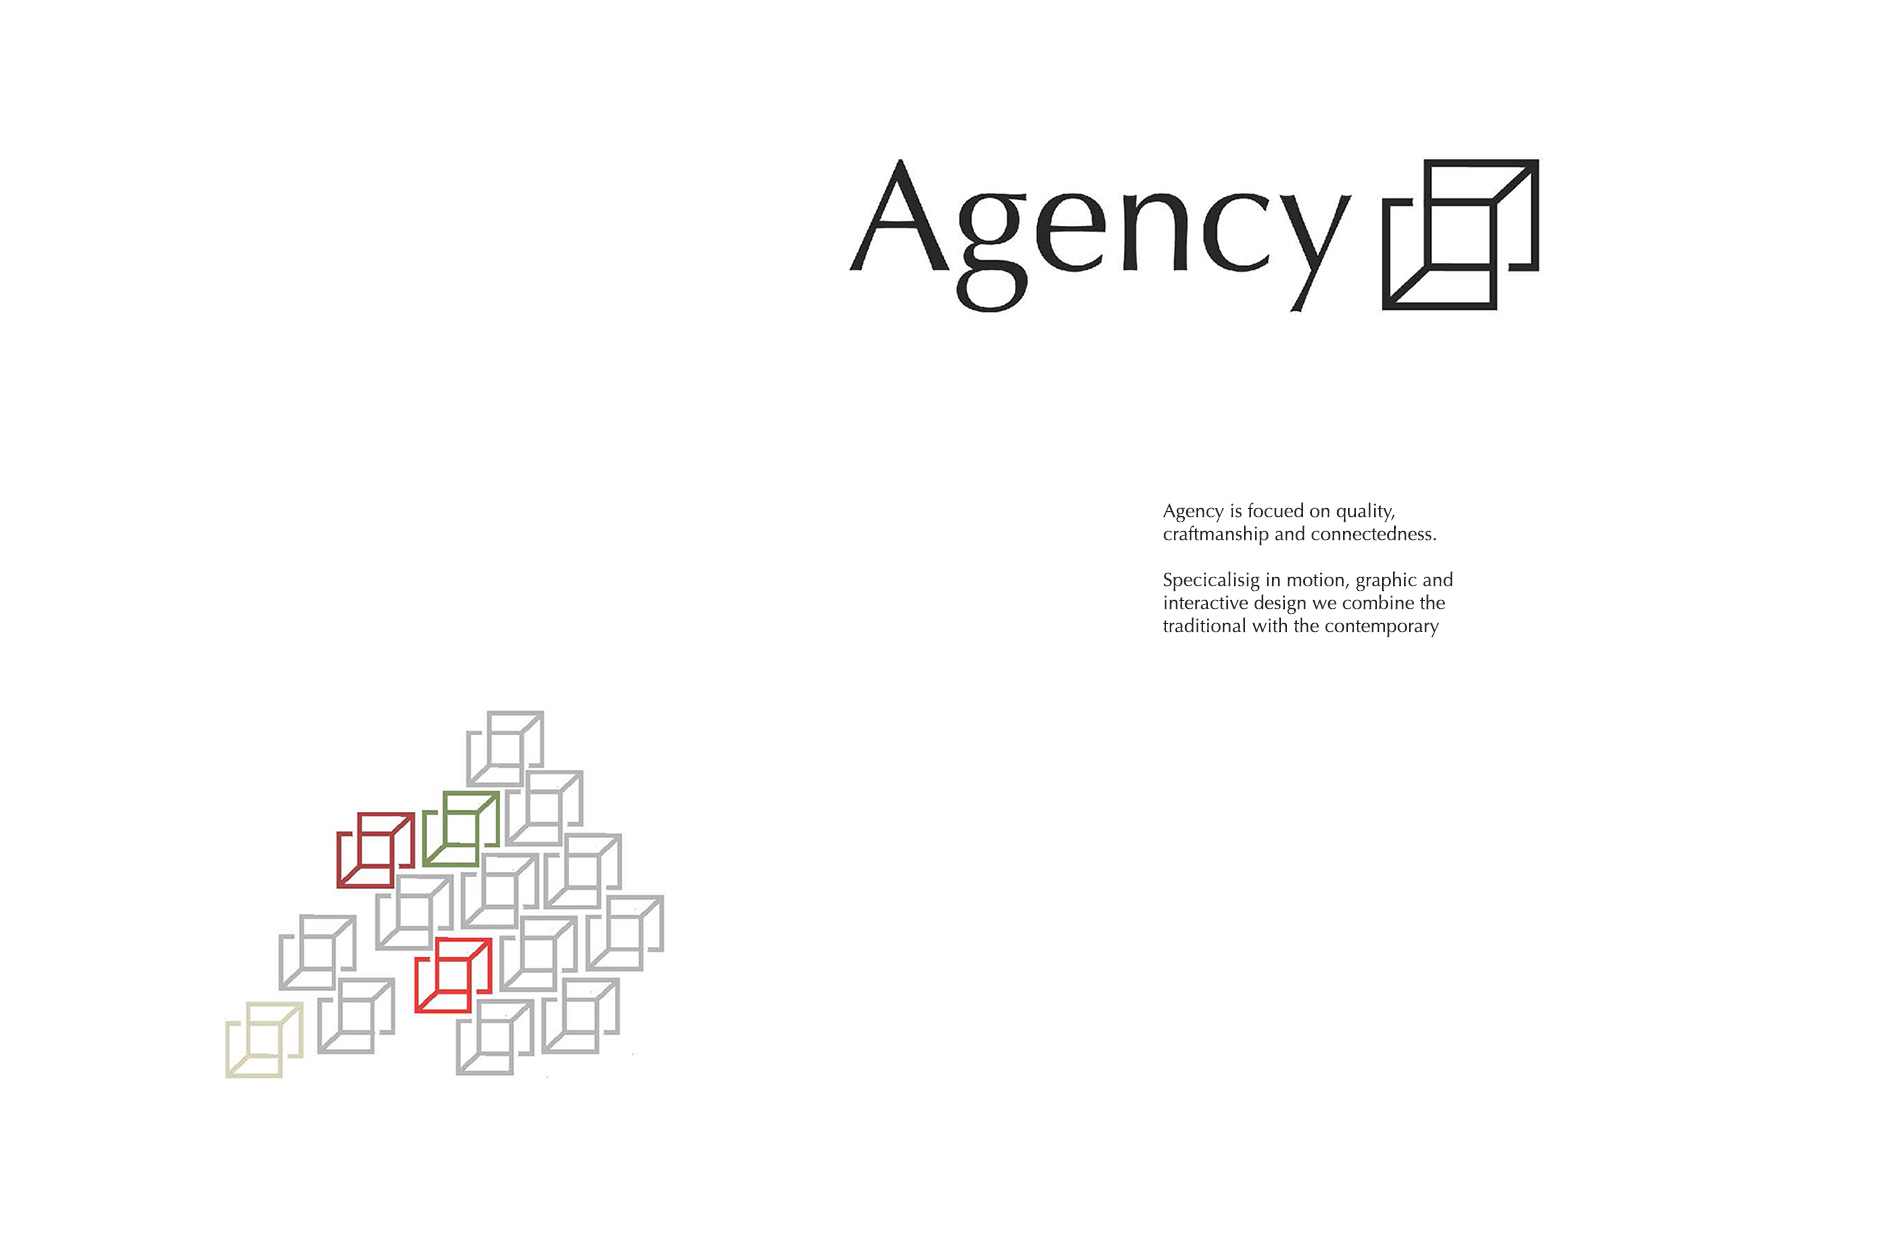 Agency
Agency is focued on quality,
craftmanship and connectedness.
Specicalisig in motion, graphic and
interactive design we combine the
traditional with the contemporary